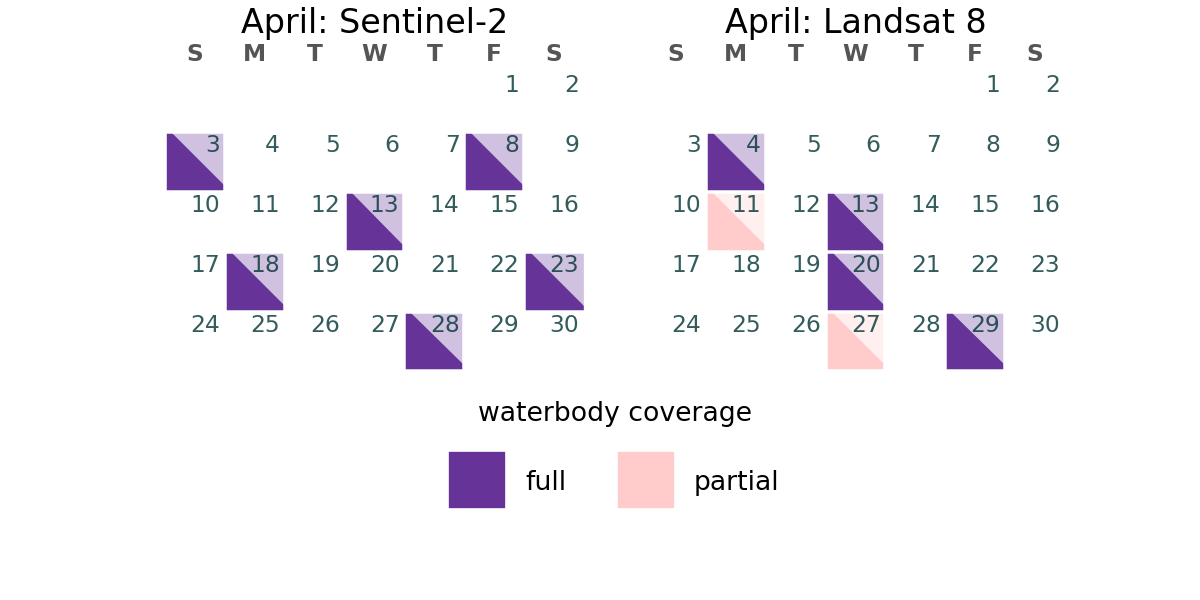 April: Sentinel-2
S M T W T F S
1 2
3 4 5 6 7 8 9
10 11 12 13 14 15 16
17 18 19 20 21 22 23
24 25 26 27 28 29 30
April: Landsat 8
S M T W T F S
1 2
3 4 5 6 7 8 9
10 11 12 13 14 15 16
17 18 19 20 21 22 23
24 25 26 27 28 29 30
waterbody coverage
full
partial